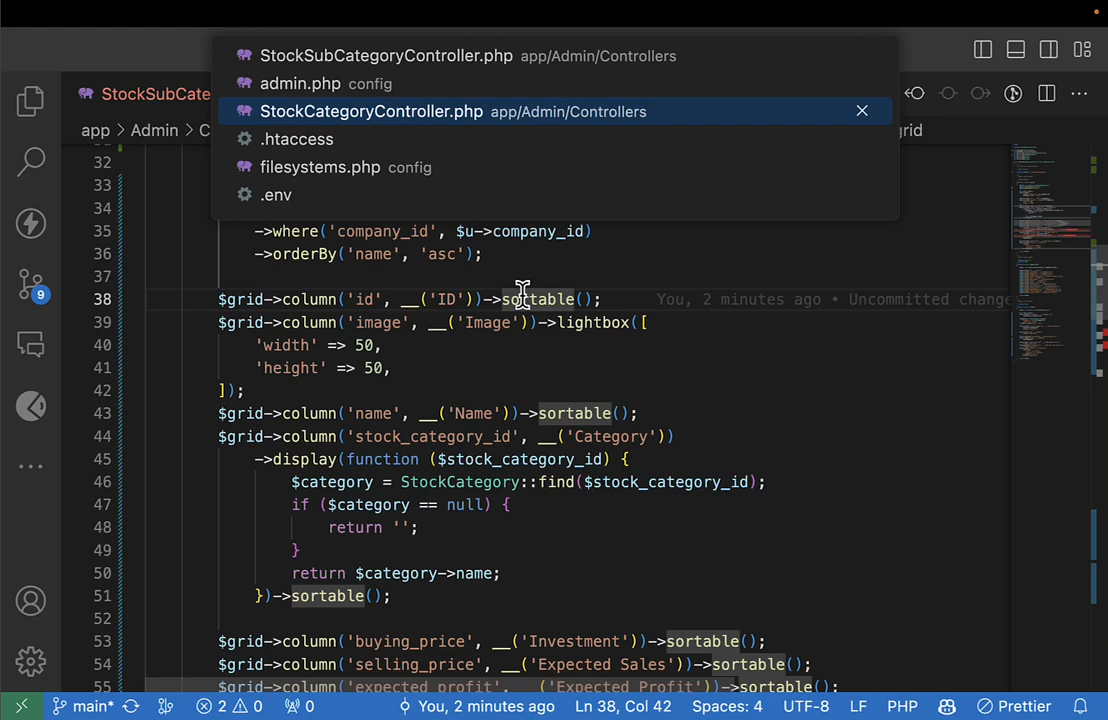 StockSubCategoryController.php app/Admin/Controllers
admin.php config
StockCategoryController.php app/Admin/Controllers
.htaccess
filesystems.php config
.env
StockSubCate
app > Admin > C
grid
32
33
34
35 ->where('company_id', $u->company_id)
36 ->orderBy('name', 'asc');
37
38 $grid->column('id', __('ID'))->sortable(); You, 2 minutes ago • Uncommitted change
39 $grid->column('image', __('Image'))->lightbox([
40 'width' => 50,
41 'height' => 50,
42 ]);
43 $grid->column('name', __('Name'))->sortable();
44 $grid->column('stock_category_id', __('Category'))
45 ->display(function ($stock_category_id) {
46 $category = StockCategory::find($stock_category_id);
47 if ($category == null) {
48 return '';
49 }
50 return $category->name;
51 })->sortable();
52
53 $grid->column('buying_price', __('Investment'))->sortable();
54 $grid->column('selling_price', __('Expected Sales'))->sortable();
55 $grid->column('expected_profit', __('Expected Profit'))->sortable();
9
main* 2 0 0 You, 2 minutes ago Ln 38, Col 42 Spaces: 4 UTF-8 LF PHP Prettier